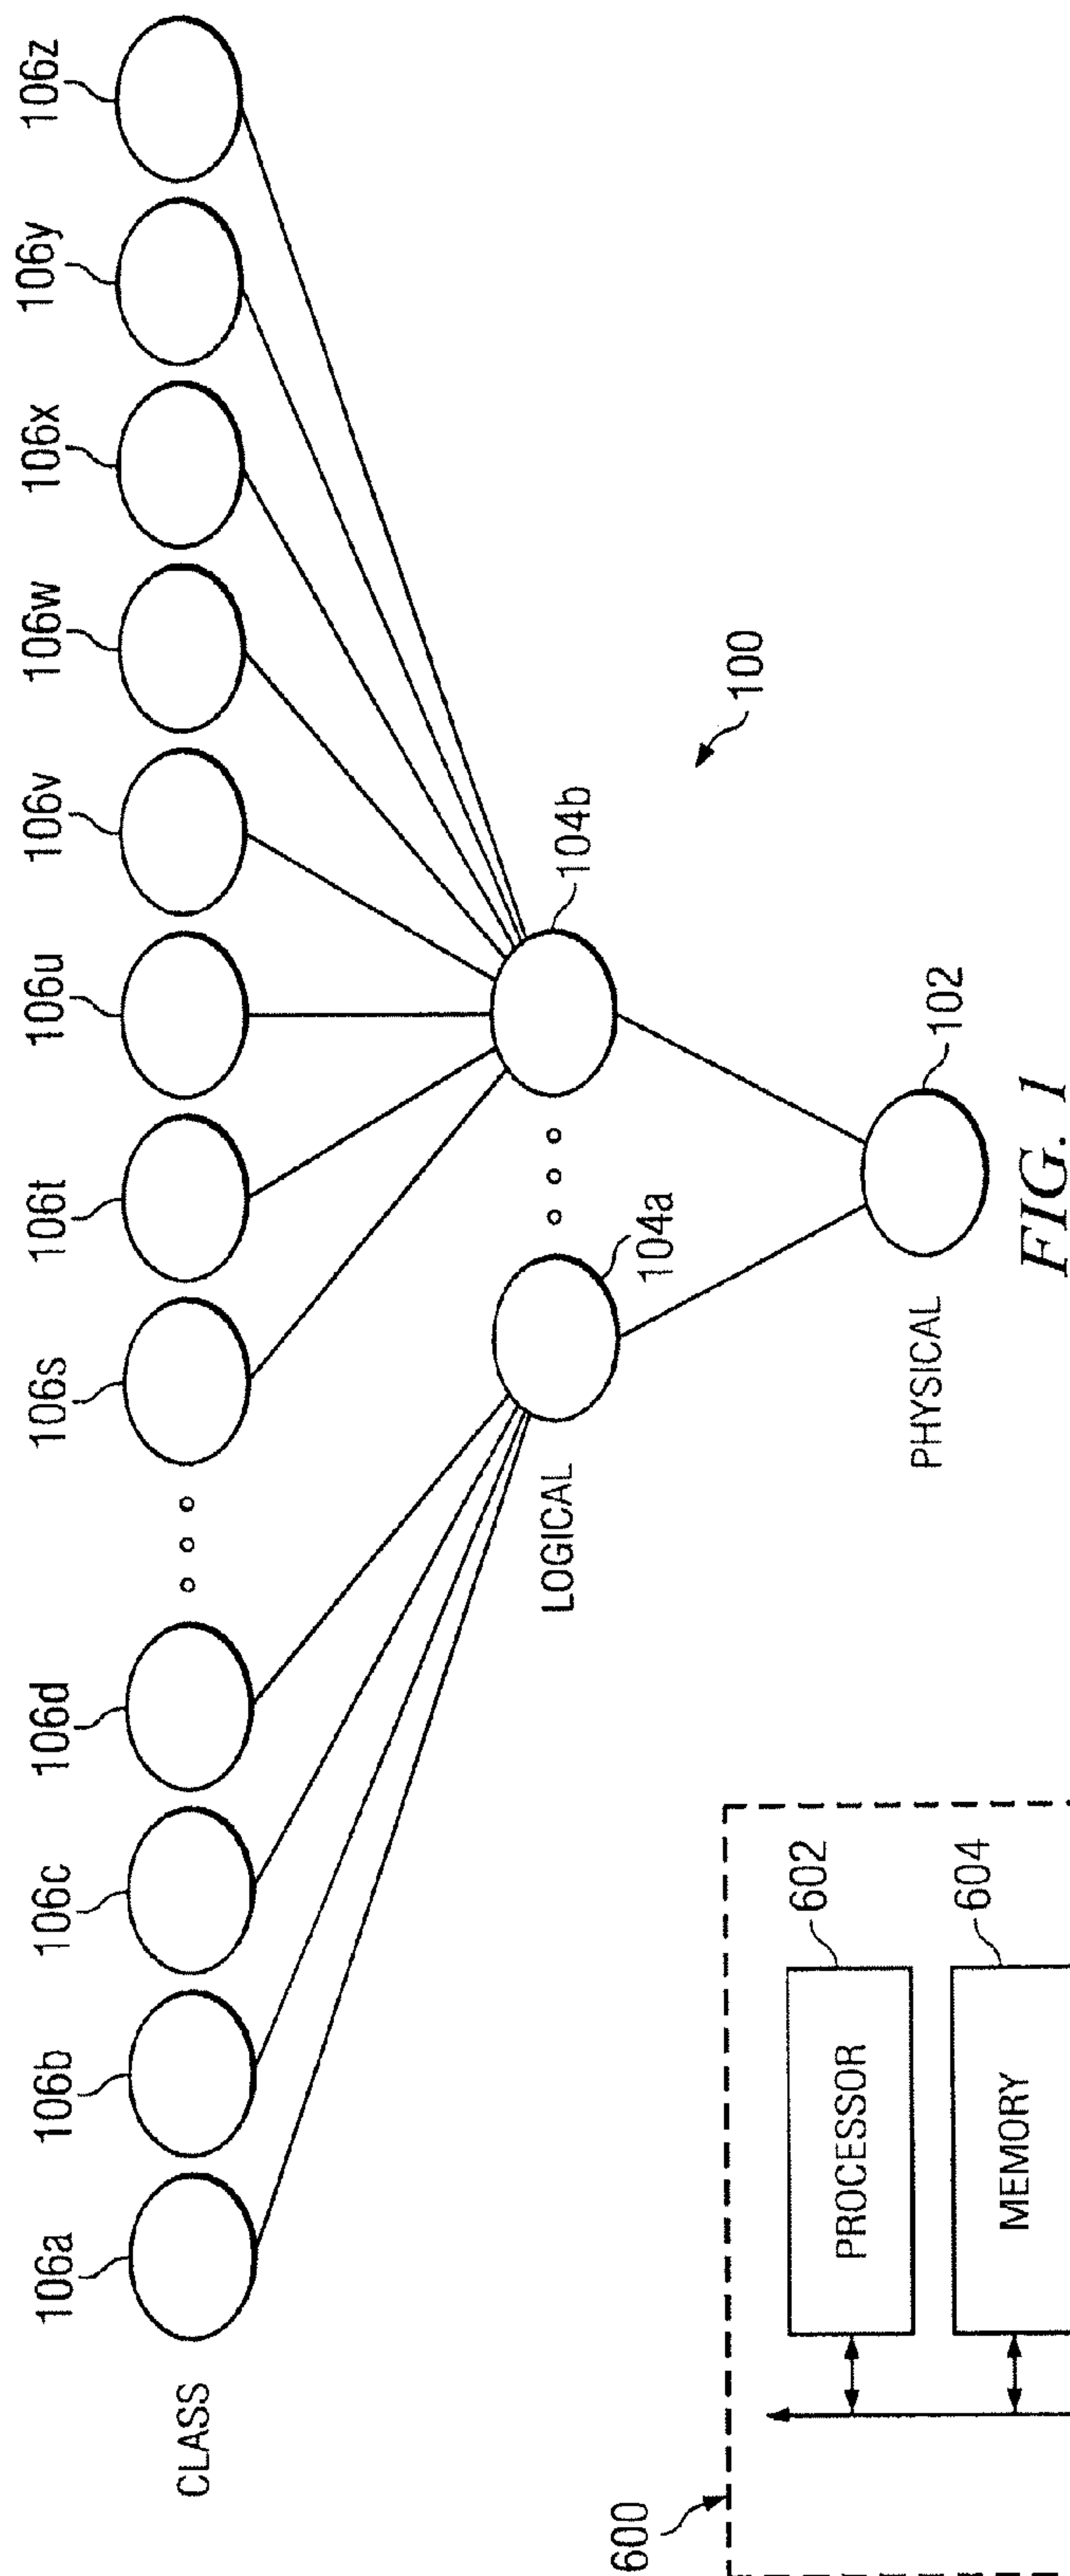 CLASS
106a
106b
106c
106d
106s
106t
106u
106v
106w
106x
106y
106z
LOGICAL
104a
104b
100
PHYSICAL
102
FIG. 1
600
PROCESSOR
602
MEMORY
604